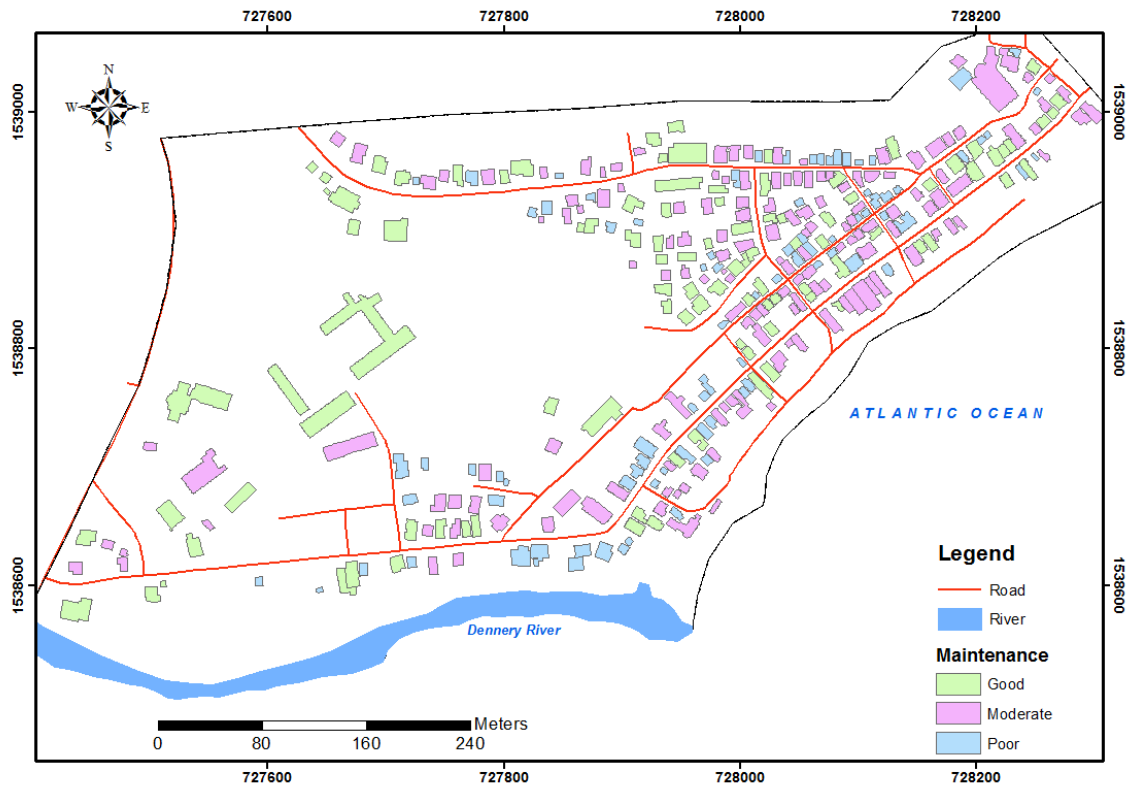 727600 727800 728000 728200
N
W E
S
1539000 1539000
1538800 1538800
ATLANTIC OCEAN
1538600 1538600
Dennery River
Legend
Road
River
Maintenance
Good
Moderate
Poor
Meters
0 80 160 240
727600 727800 728000 728200